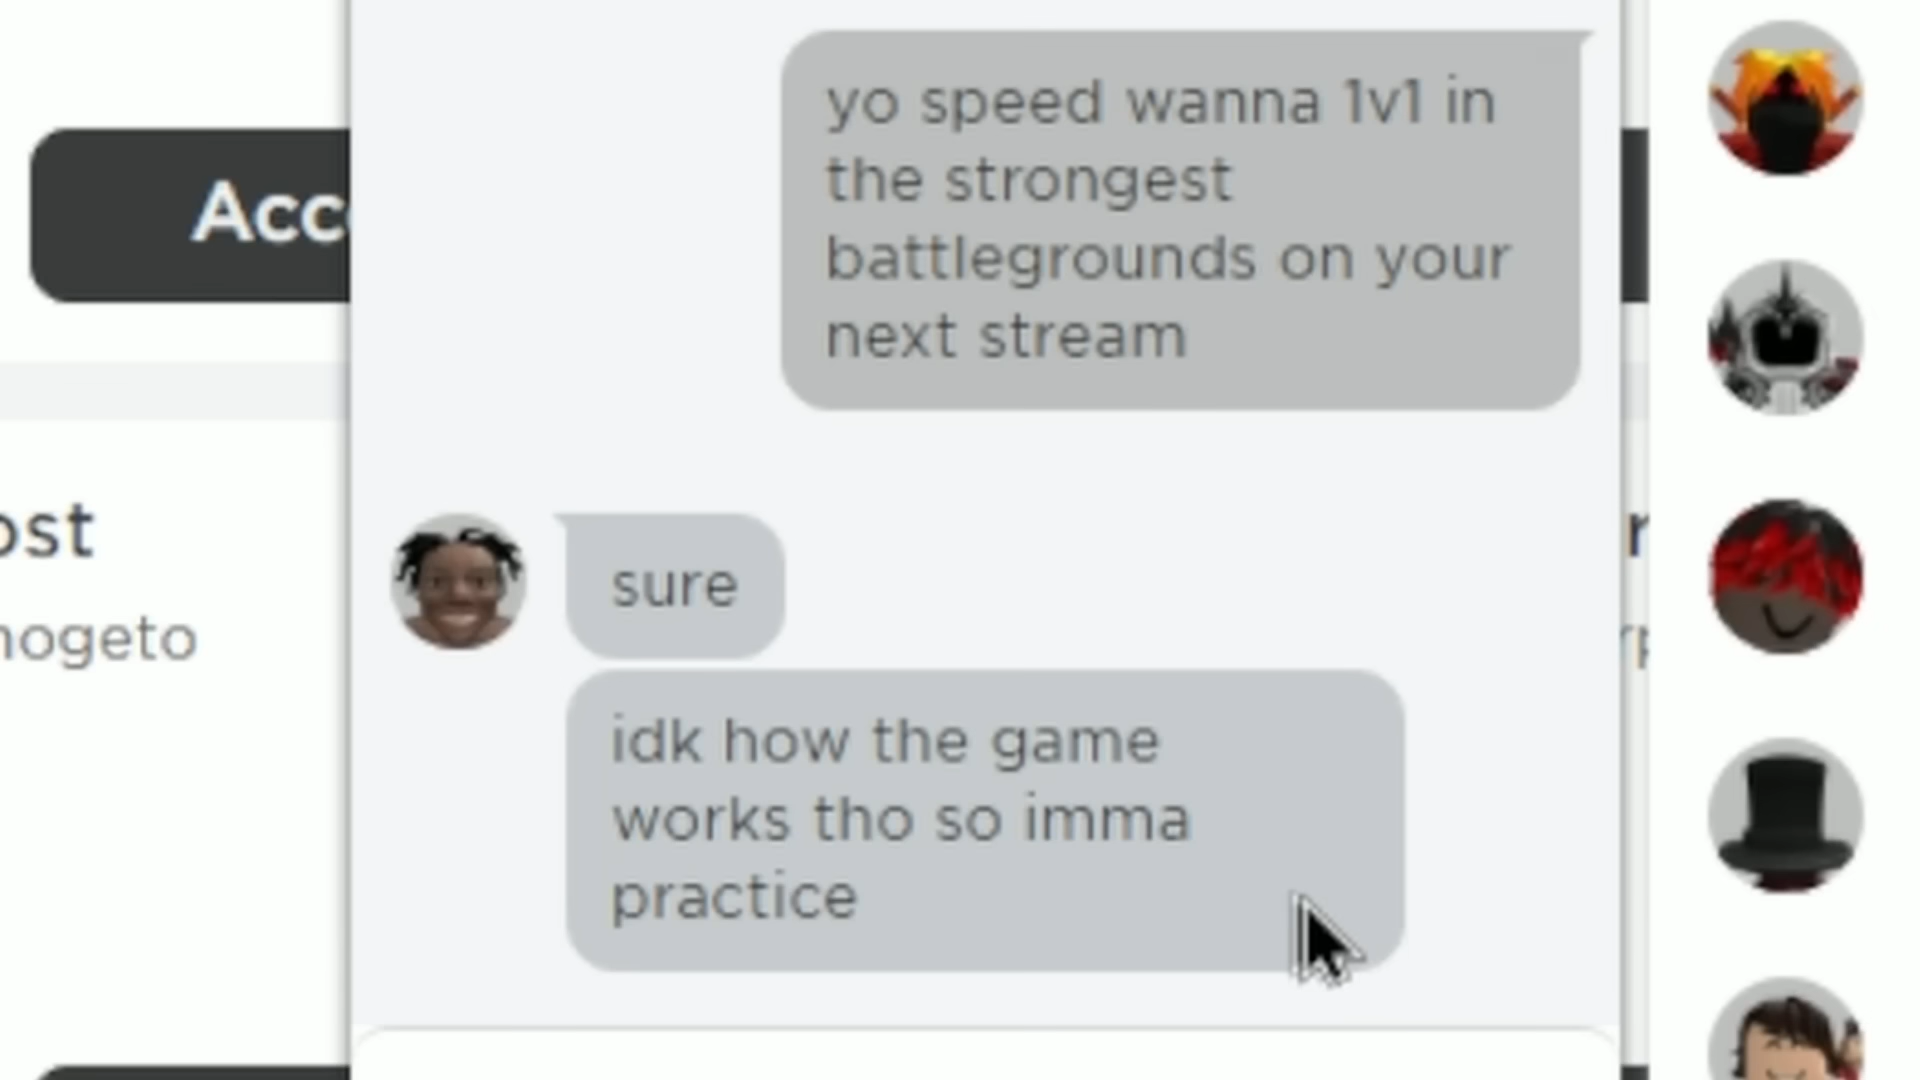 yo speed wanna 1v1 in
the strongest
battlegrounds on your
next stream
Acc
ost
sure
nogeto
idk how the game
works tho so imma
practice